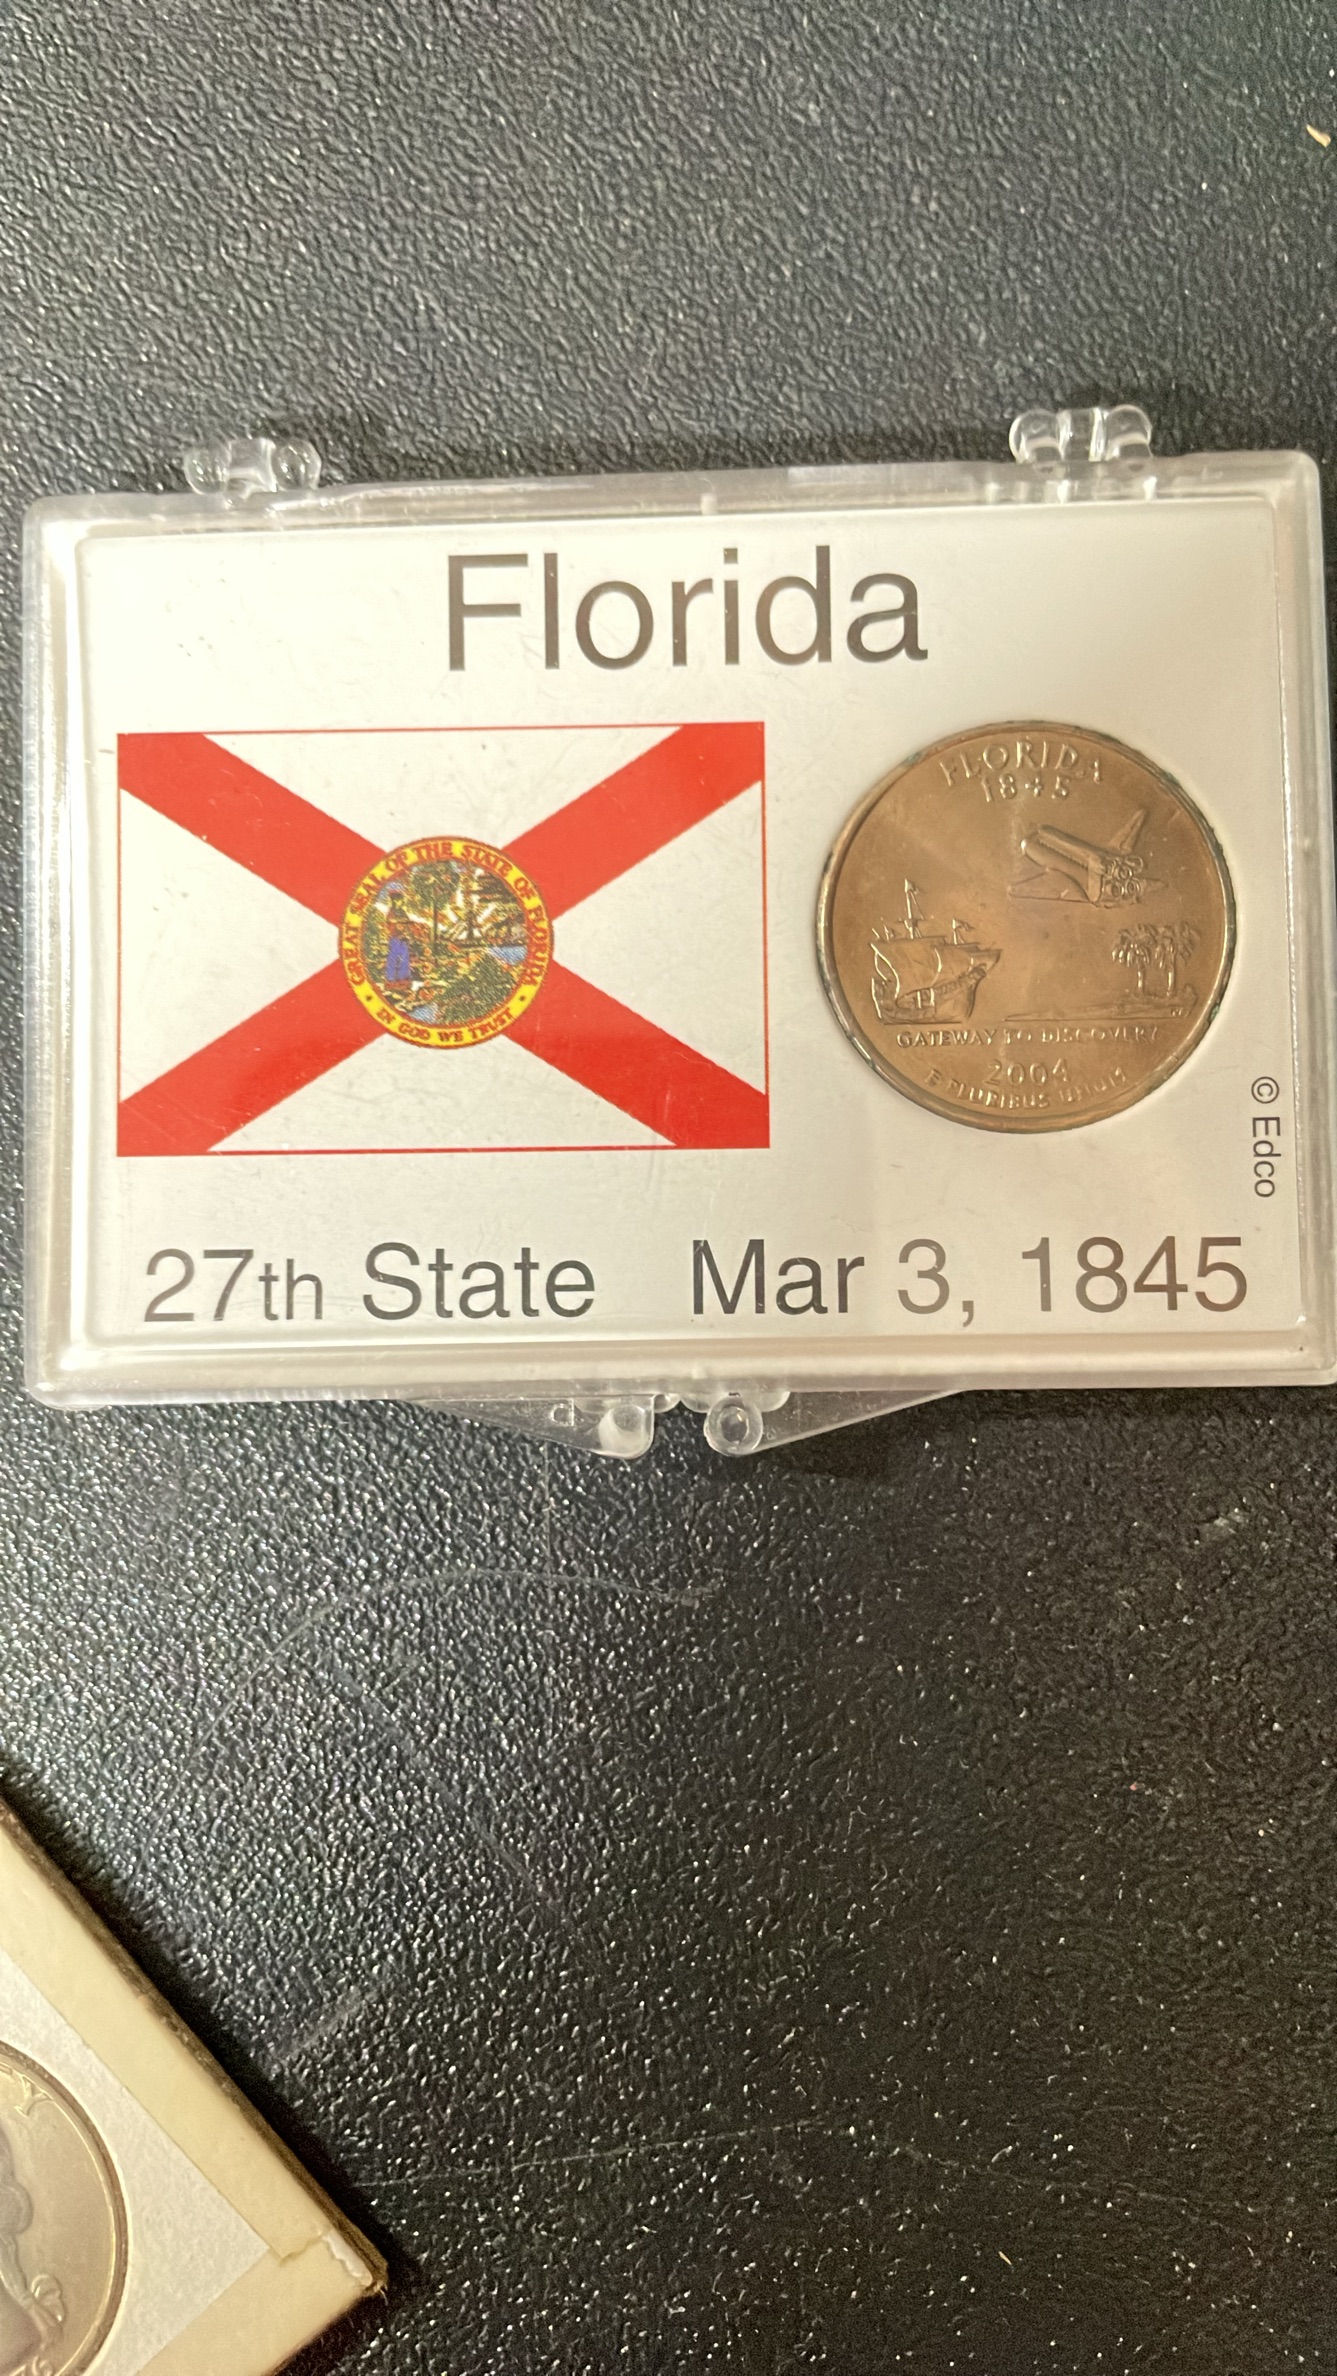 Florida
GREAT SEAL OF THE STATE OF FLORIDA
IN GOD WE TRUST
FLORIDA
1845
GATEWAY TO DISCOVERY
2004
E PLURIBUS UNUM
© Edco
27th State Mar 3, 1845
Y